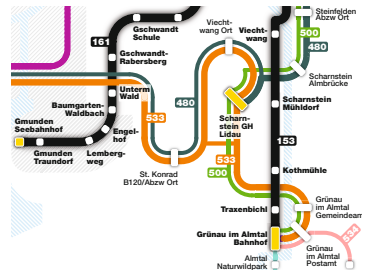 Gschwandt
Schule
161
Gschwandt-
Rabersberg
Unterm
Wald
Baumgarten-
Waldbach
Gmunden
Seebahnhof
Engel-
hof
Gmunden
Traundorf
Lemberg-
weg
533
480
St. Konrad
B120/Abzw Ort
Viecht-
wang Ort
Viecht-
wang
Steinfelden
Abzw Ort
500
480
Scharnstein
Almbrücke
Scharnstein
Mühldorf
Scharn-
stein GH
Lidau
153
533
500
Kothmühle
Traxenbichl
Grünau
im Almtal
Gemeindeam
Grünau im Almtal
Bahnhof
534
Almtal
Naturwildpark
Grünau
im Almtal
Postamt